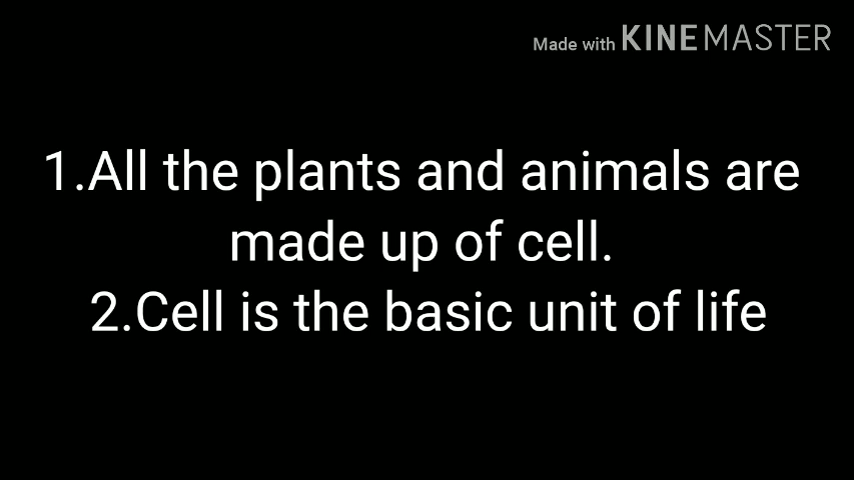 Made with KINEMASTER
1.All the plants and animals are
made up of cell.
2.Cell is the basic unit of life